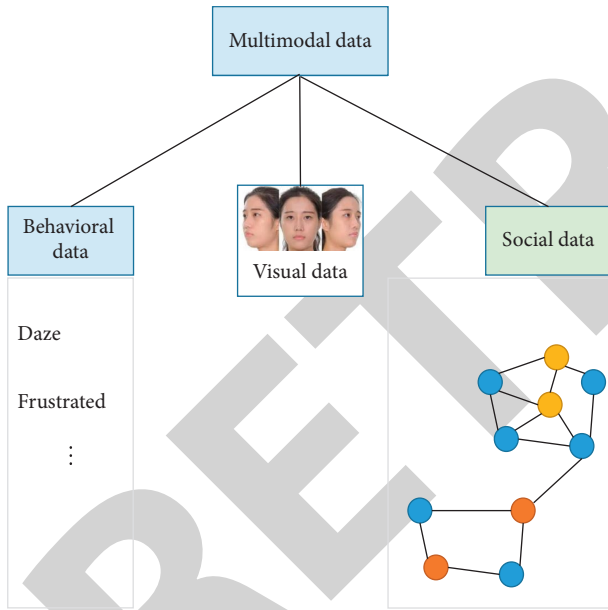 Multimodal data
Behavioral
data
Visual data
Social data
Daze
Frustrated
⋮